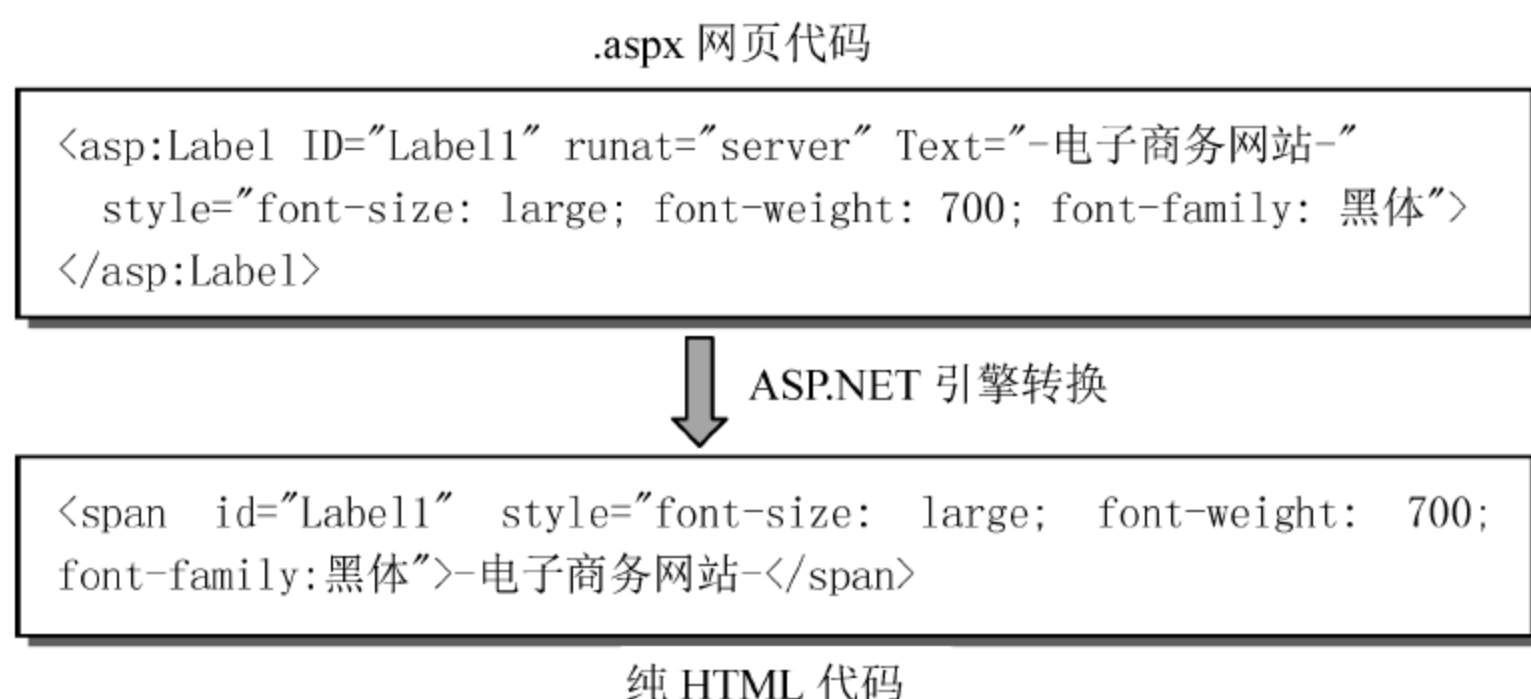 .aspx 网页代码
<asp:Label ID="Label1" runat="server" Text="-电子商务网站-"
style="font-size: large; font-weight: 700; font-family: 黑体">
</asp:Label>
ASP.NET 引擎转换
<span id="Label1" style="font-size: large; font-weight: 700;
font-family:黑体">-电子商务网站-</span>
纯 HTML 代码